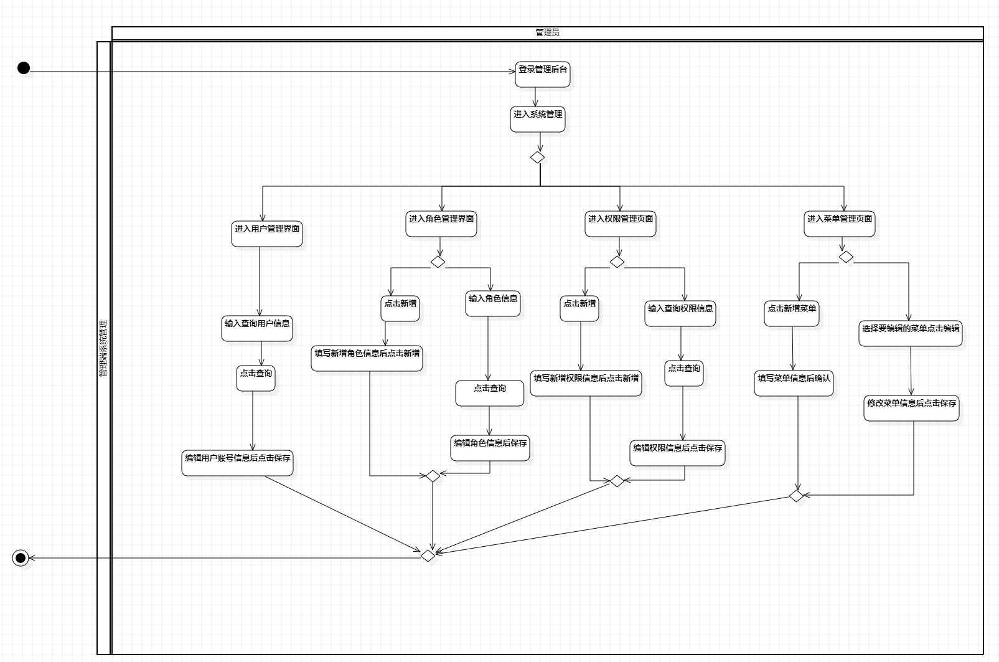 管理员
管理端系统管理
登录管理后台
进入系统管理
进入用户管理界面
进入角色管理界面
进入权限管理页面
进入菜单管理页面
输入查询用户信息
点击查询
编辑用户账号信息后点击保存
点击新增
填写新增角色信息后点击新增
输入角色信息
点击查询
编辑角色信息后保存
点击新增
填写新增权限信息后点击新增
输入查询权限信息
点击查询
编辑权限信息后点击保存
点击新增菜单
填写菜单信息后确认
选择要编辑的菜单点击编辑
修改菜单信息后点击保存